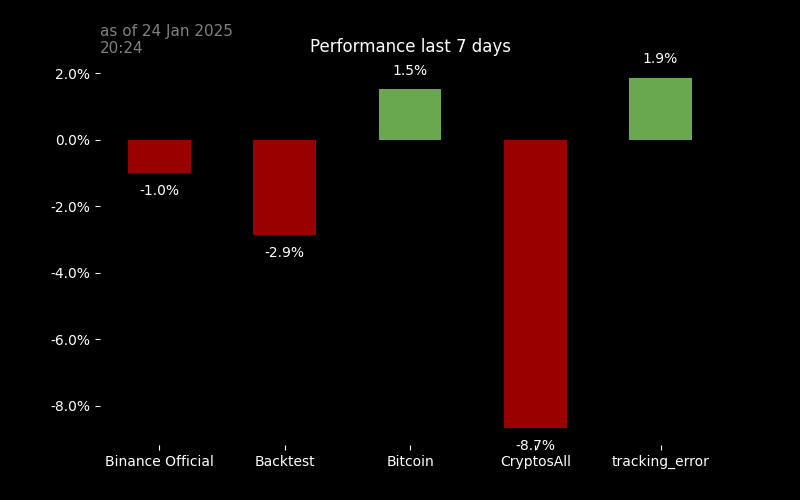 as of 24 Jan 2025
20:24
Performance last 7 days
2.0%
0.0%
-2.0%
-4.0%
-6.0%
-8.0%
-1.0%
-2.9%
1.5%
-8.7%
1.9%
Binance Official
Backtest
Bitcoin
CryptosAll
tracking_error